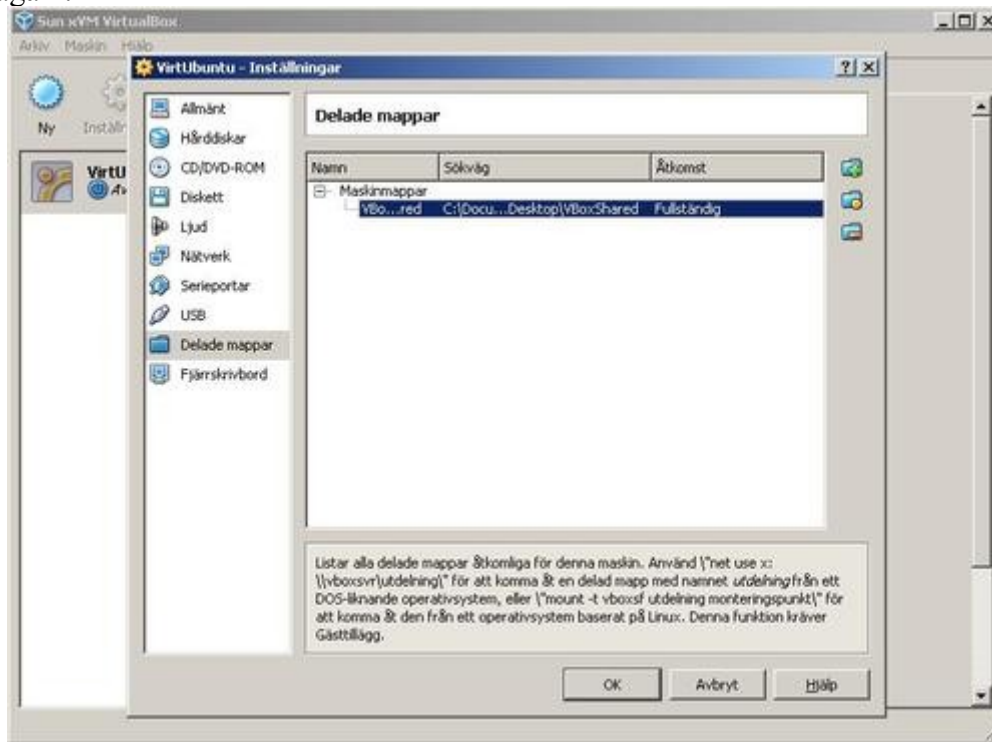 Sun xVM VirtualBox
Arkiv Maskin Hjälp
VirtUbuntu - Inställningar
Ny
VirtU
Allmänt
Hårddiskar
CD/DVD-ROM
Diskett
Ljud
Nätverk
Serieportar
USB
Delade mappar
Fjärrskrivbord
Delade mappar
Namn Sökväg Åtkomst
Maskinmappar
VBo...red C:\Docu...Desktop\VBoxShared Fullständig
Listar alla delade mappar åtkomliga för denna maskin. Använd \"net use x:
\\vboxsvr\utdelning\" för att komma åt en delad mapp med namnet utdelning från ett
DOS-liknande operativsystem, eller \"mount -t vboxsf utdelning monteringspunkt\" för
att komma åt den från ett operativsystem baserat på Linux. Denna funktion kräver
Gästtillägg.
OK Avbryt Hjälp